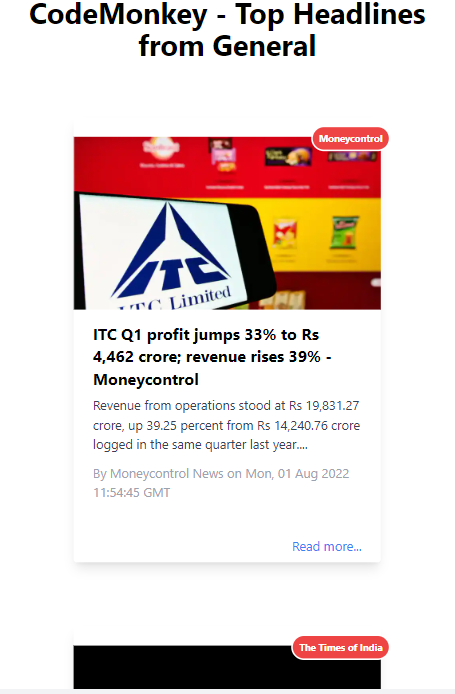 CodeMonkey - Top Headlines
from General
Moneycontrol
ITC
ITC Limited
ITC Q1 profit jumps 33% to Rs
4,462 crore; revenue rises 39% -
Moneycontrol
Revenue from operations stood at Rs 19,831.27
crore, up 39.25 percent from Rs 14,240.76 crore
logged in the same quarter last year....
By Moneycontrol News on Mon, 01 Aug 2022
11:54:45 GMT
Read more...
The Times of India